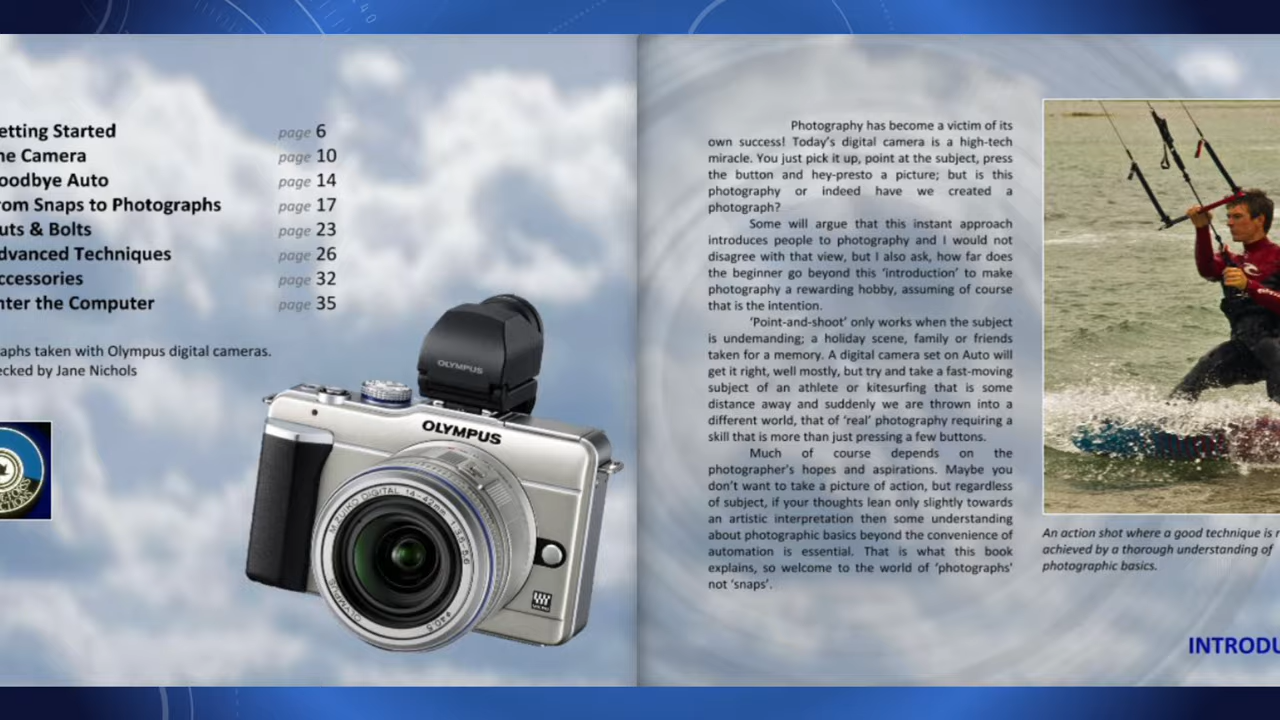 etting Started page 6
ne Camera page 10
oodbye Auto page 14
rom Snaps to Photographs page 17
uts & Bolts page 23
dvanced Techniques page 26
ccessories page 32
nter the Computer page 35
aphs taken with Olympus digital cameras.
ecked by Jane Nichols
OLYMPUS
OLYMPUS
M.ZUIKO DIGITAL 14-42mm 1:3.5-5.6
OLYMPUS
ø40.5
Photography has become a victim of its
own success! Today's digital camera is a high-tech
miracle. You just pick it up, point at the subject, press
the button and hey-presto a picture; but is this
photography or indeed have we created a
photograph?
Some will argue that this instant approach
introduces people to photography and I would not
disagree with that view, but I also ask, how far does
the beginner go beyond this 'introduction' to make
photography a rewarding hobby, assuming of course
that is the intention.
'Point-and-shoot' only works when the subject
is undemanding; a holiday scene, family or friends
taken for a memory. A digital camera set on Auto will
get it right, well mostly, but try and take a fast-moving
subject of an athlete or kitesurfing that is some
distance away and suddenly we are thrown into a
different world, that of 'real' photography requiring a
skill that is more than just pressing a few buttons.
Much of course depends on the
photographer's hopes and aspirations. Maybe you
don't want to take a picture of action, but regardless
of subject, if your thoughts lean only slightly towards
an artistic interpretation then some understanding
about photographic basics beyond the convenience of
automation is essential. That is what this book
explains, so welcome to the world of 'photographs'
not 'snaps'.
An action shot where a good technique is
achieved by a thorough understanding of
photographic basics.
INTRODU